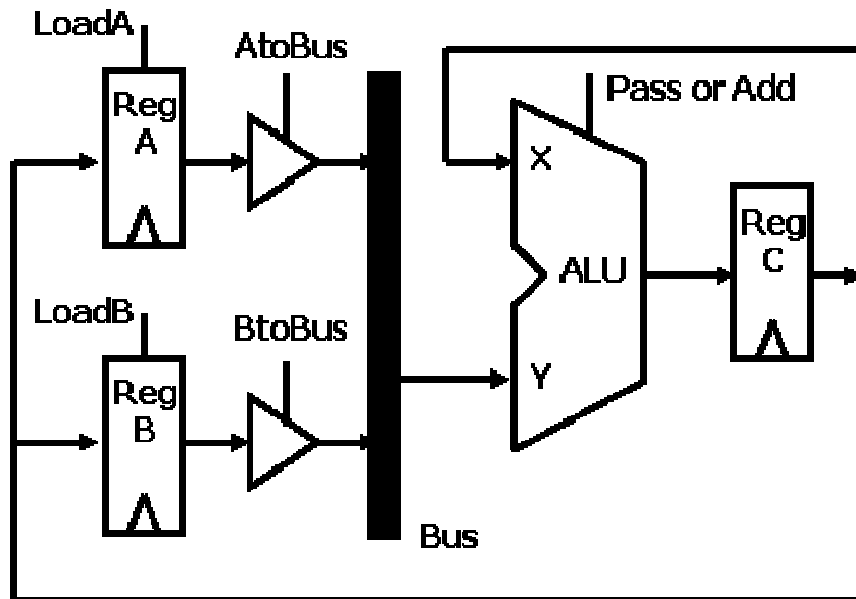 LoadA
AtoBus
Pass or Add
Reg
A
X
Reg
C
ALU
LoadB
BtoBus
Reg
B
Y
Bus